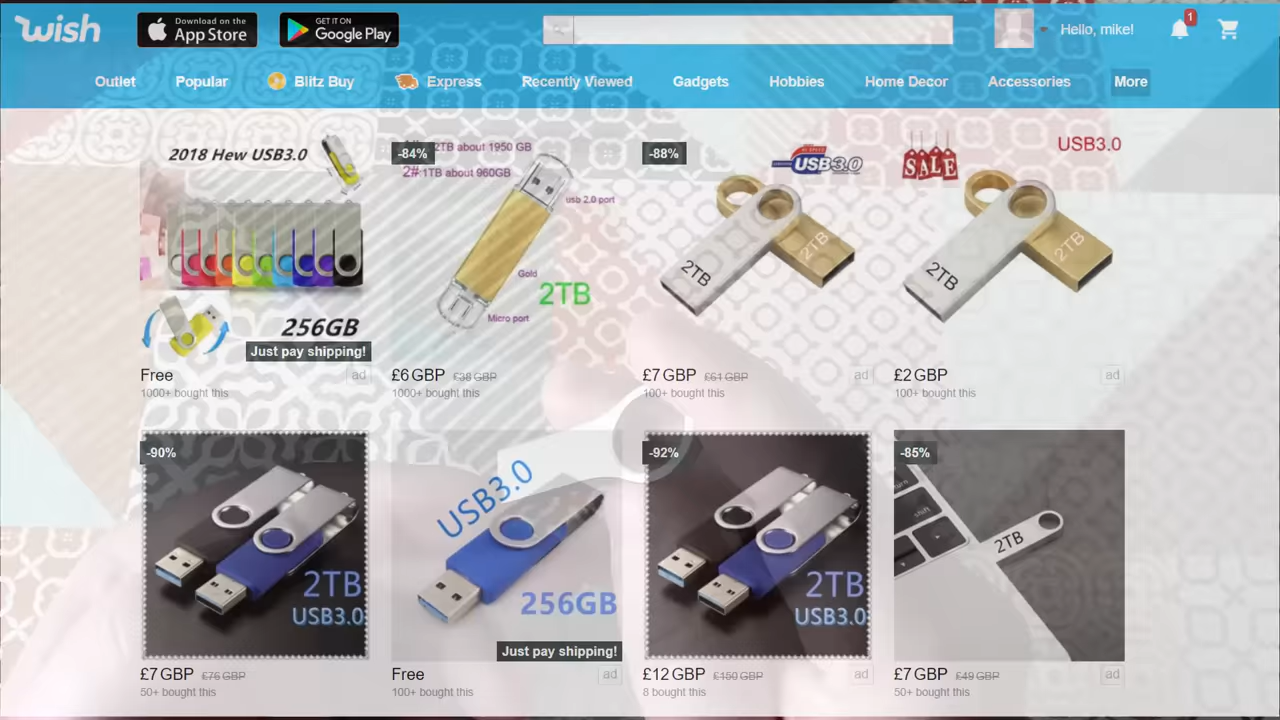 wish
Download on the
App Store
GET IT ON
Google Play
Hello, mike!
1
Outlet
Popular
Blitz Buy
Express
Recently Viewed
Gadgets
Hobbies
Home Decor
Accessories
More
2018 Hew USB3.0
256GB
Just pay shipping!
Free
ad
1000+ bought this
-84%
2TB about 1950 GB
2# 1TB about 960GB
usb 2.0 port
Gold
2TB
Micro port
£6 GBP £38 GBP
1000+ bought this
-88%
USB3.0
2TB
2TB
£7 GBP £61 GBP
ad
100+ bought this
SALE
USB3.0
2TB
2TB
£2 GBP
ad
100+ bought this
-90%
2TB
USB3.0
£7 GBP £76 GBP
50+ bought this
USB3.0
256GB
Just pay shipping!
Free
ad
100+ bought this
-92%
2TB
USB3.0
£12 GBP £150 GBP
ad
8 bought this
-85%
shift
2TB
£7 GBP £49 GBP
ad
50+ bought this